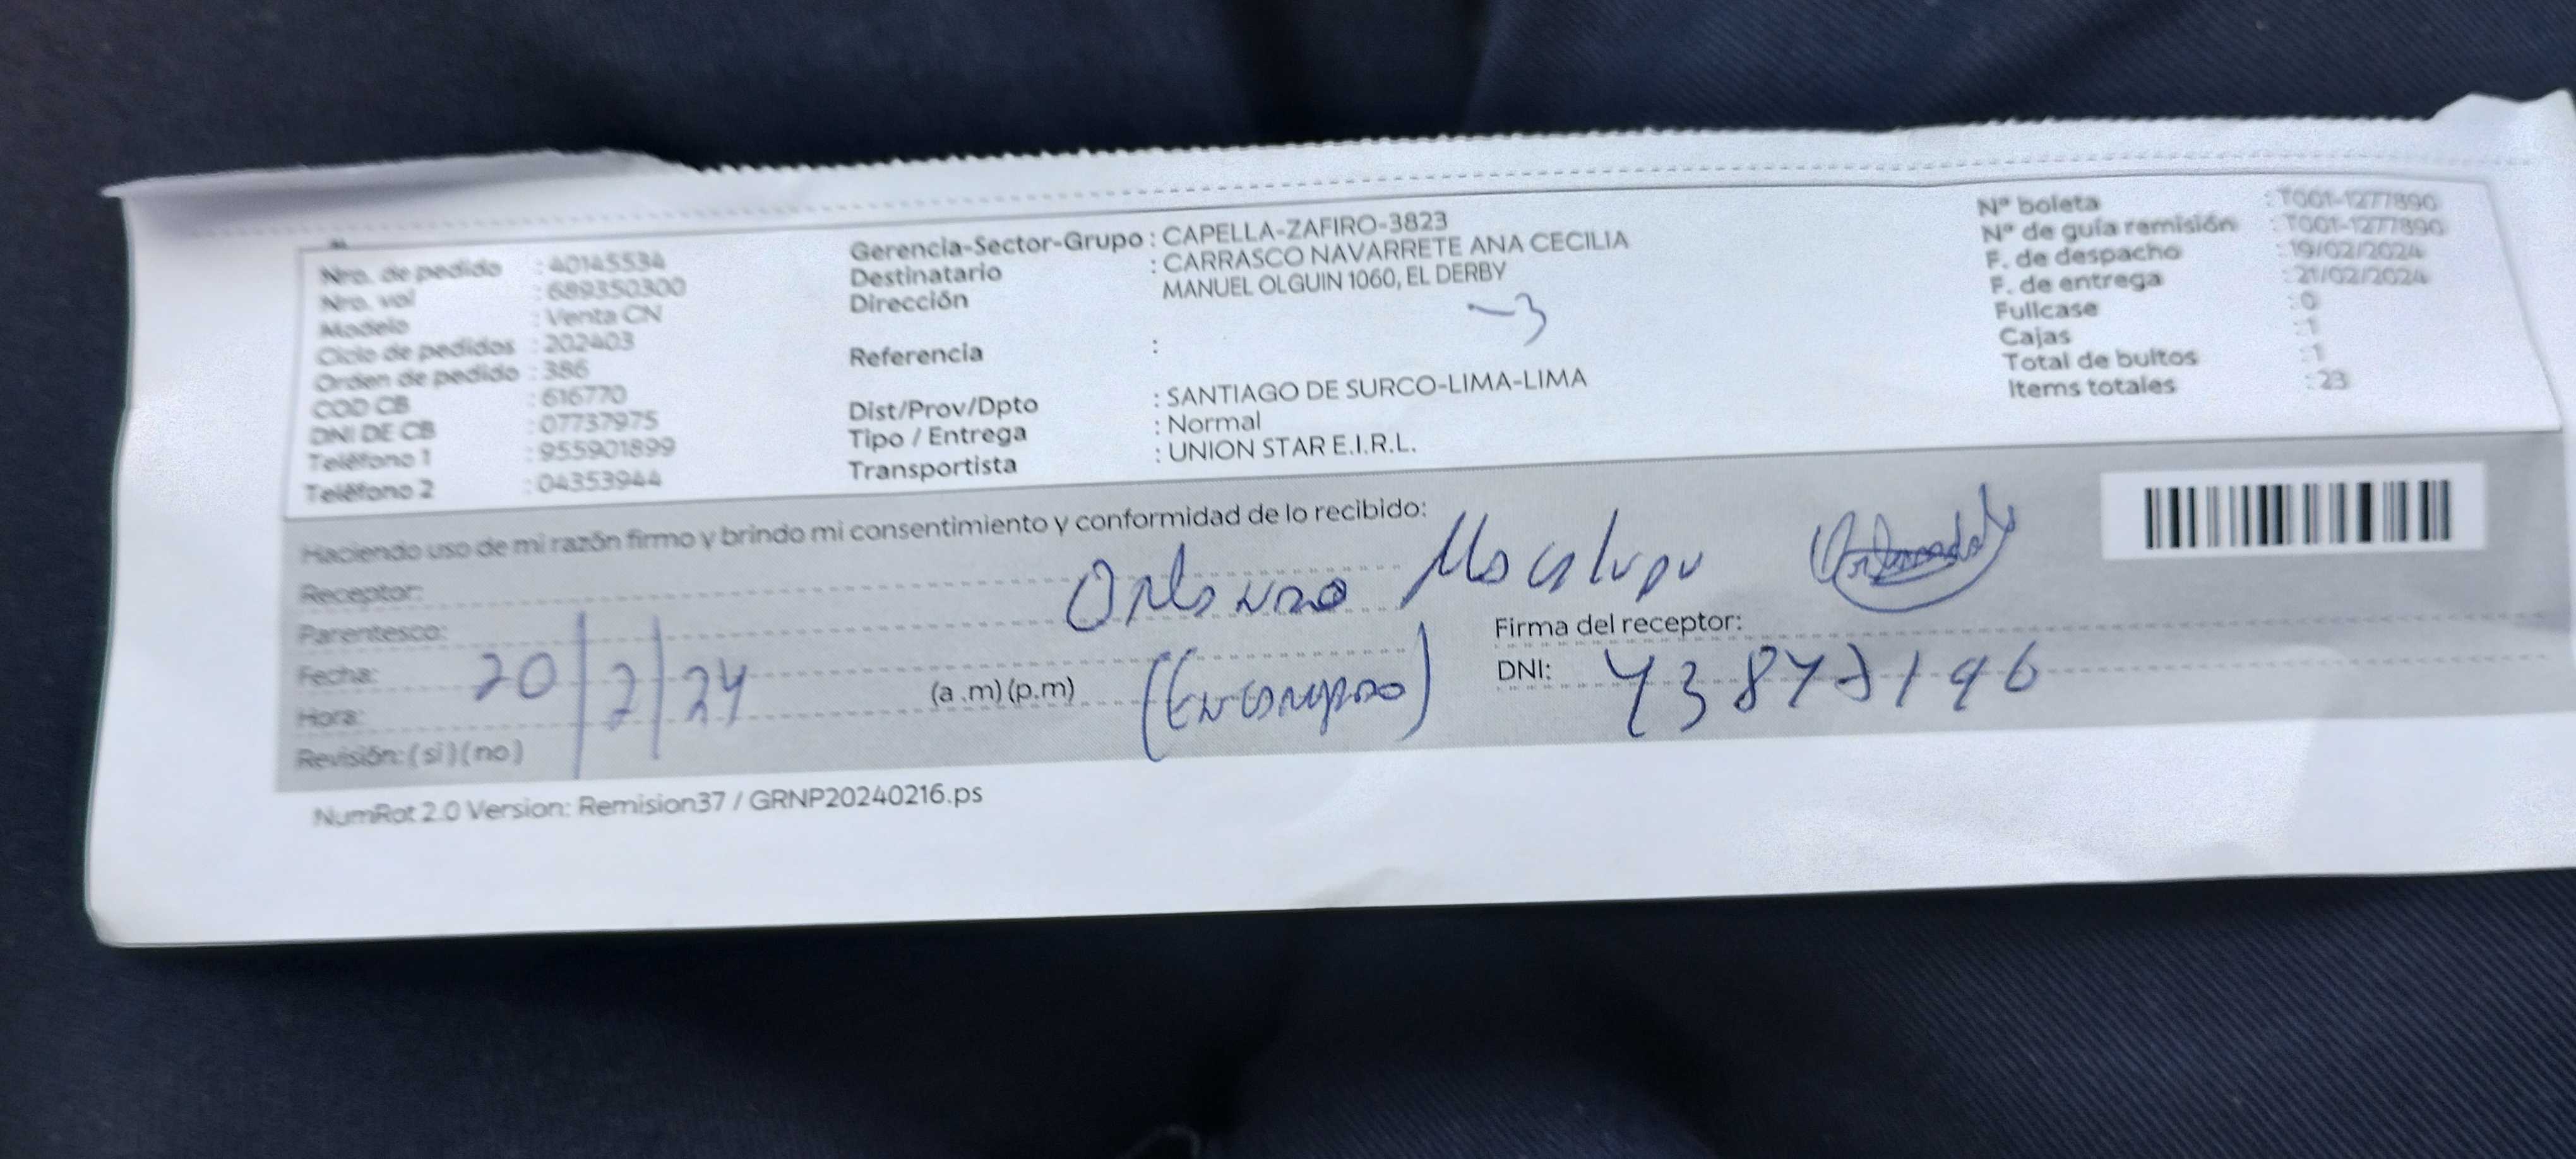 Nro. de pedido : 40145534
Nro. vol : 689350300
Modelo : Venta CN
Ciclo de pedidos : 202403
Orden de pedido : 386
COD CB : 616770
DNI DE CB : 07737975
Teléfono 1 : 955901899
Teléfono 2 : 04353944
Gerencia-Sector-Grupo : CAPELLA-ZAFIRO-3823
Destinatario : CARRASCO NAVARRETE ANA CECILIA
Dirección MANUEL OLGUIN 1060, EL DERBY
Referencia :
Dist/Prov/Dpto : SANTIAGO DE SURCO-LIMA-LIMA
Tipo / Entrega : Normal
Transportista : UNION STAR E.I.R.L.
N° boleta : T001-1277890
N° de guía remisión : T001-1277890
F. de despacho : 19/02/2024
F. de entrega : 21/02/2024
Fullcase : 0
Cajas : 1
Total de bultos : 1
Items totales : 23
Haciendo uso de mi razón firmo y brindo mi consentimiento y conformidad de lo recibido:
Receptor:
Parentesco:
Fecha: 20/2/24
Hora: (a .m) (p.m)
Revisión: ( si ) ( no )
Firma del receptor:
DNI:
NumRot 2.0 Version: Remision37 / GRNP20240216.ps